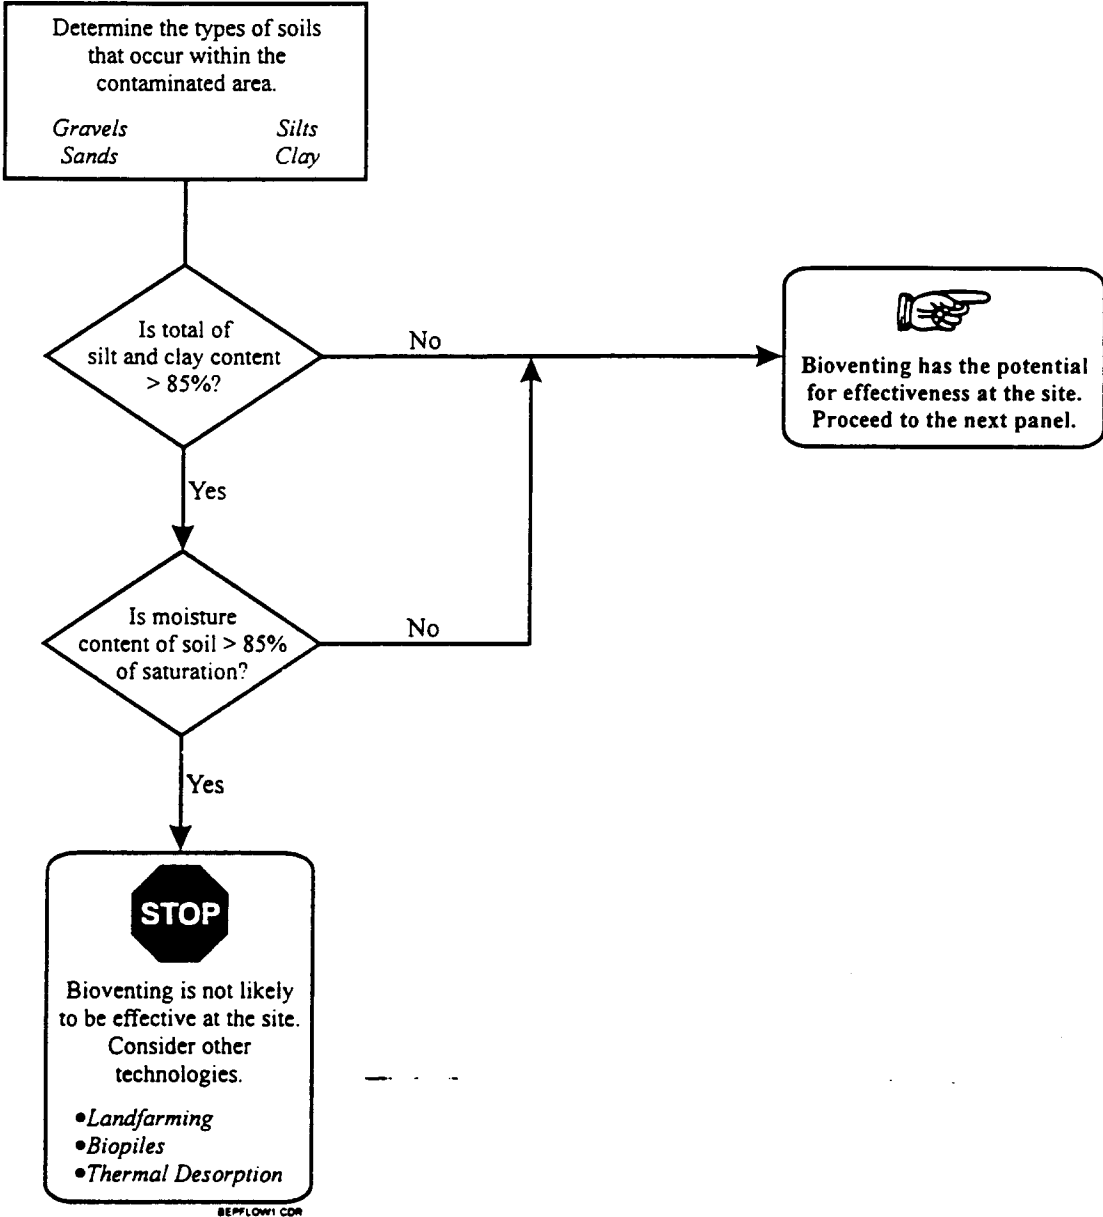 Determine the types of soils
that occur within the
contaminated area.
Gravels Silts
Sands Clay
Is total of
silt and clay content
> 85%?
No
Bioventing has the potential
for effectiveness at the site.
Proceed to the next panel.
Yes
Is moisture
content of soil > 85%
of saturation?
No
Yes
STOP
Bioventing is not likely
to be effective at the site.
Consider other
technologies.
•Landfarming
•Biopiles
•Thermal Desorption
BEPFLOW1 CDR